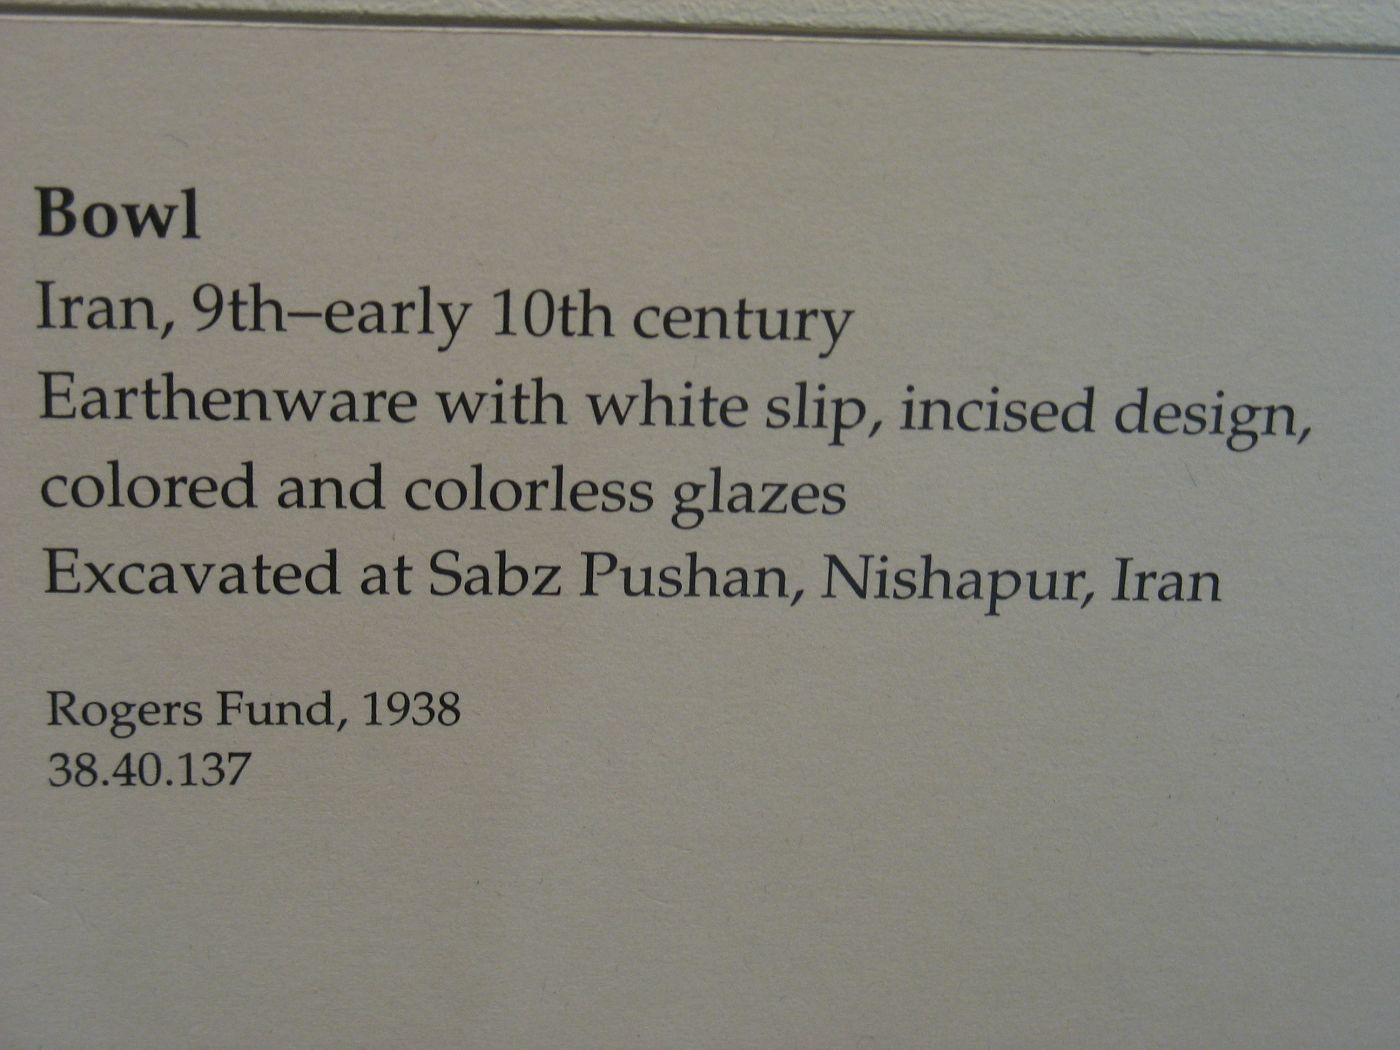 Bowl
Iran, 9th–early 10th century
Earthenware with white slip, incised design,
colored and colorless glazes
Excavated at Sabz Pushan, Nishapur, Iran
Rogers Fund, 1938
38.40.137